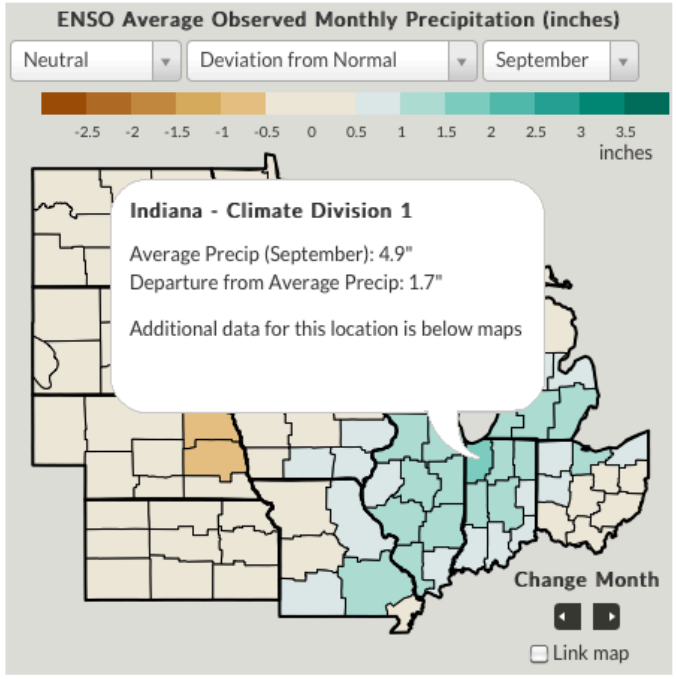 ENSO Average Observed Monthly Precipitation (inches)
Neutral Deviation from Normal September
-2.5 -2 -1.5 -1 -0.5 0 0.5 1 1.5 2 2.5 3 3.5
inches
Indiana - Climate Division 1
Average Precip (September): 4.9"
Departure from Average Precip: 1.7"
Additional data for this location is below maps
Change Month
Link map